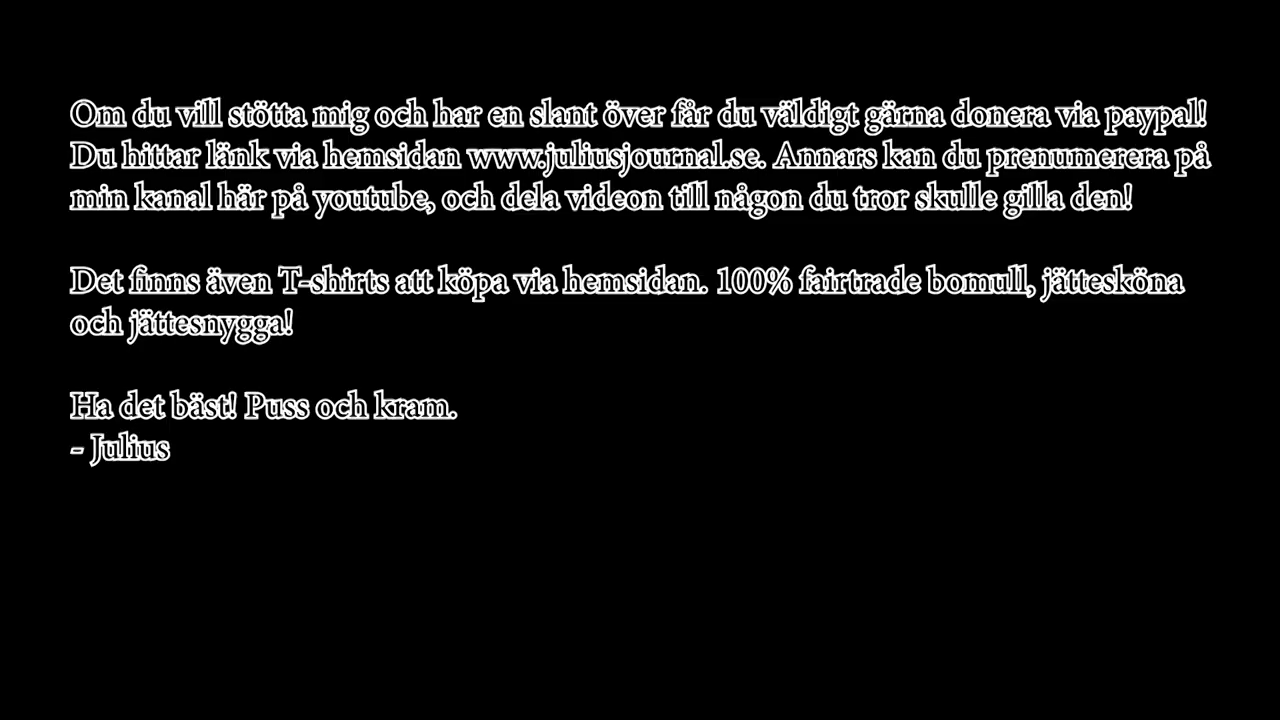 Om du vill stötta mig och har en slant över får du väldigt gärna donera via paypal!
Du hittar länk via hemsidan www.juliusjournal.se. Annars kan du prenumerera på
min kanal här på youtube, och dela videon till någon du tror skulle gilla den!
Det finns även T-shirts att köpa via hemsidan. 100% fairtrade bomull, jättesköna
och jättesnygga!
Ha det bäst! Puss och kram.
- Julius